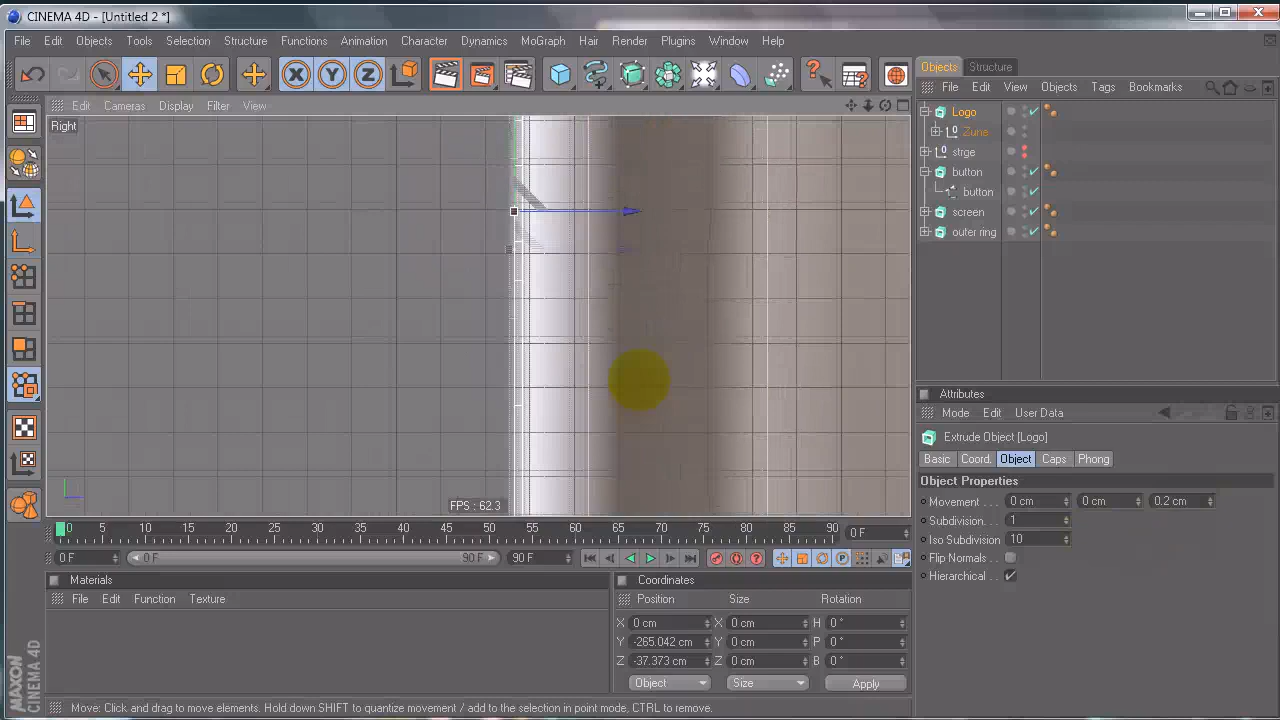 CINEMA 4D - [Untitled 2 *]
File Edit Objects Tools Selection Structure Functions Animation Character Dynamics MoGraph Hair Render Plugins Window Help
Objects Structure
Edit Cameras Display Filter View
File Edit View Objects Tags Bookmarks
Right
Logo
Zune
strge
button
button
screen
outer ring
Attributes
Mode Edit User Data
Extrude Object [Logo]
Basic Coord. Object Caps Phong
Object Properties
Movement . . . 0 cm 0 cm 0.2 cm
Subdivision. . . 1
Iso Subdivision 10
Flip Normals . .
Hierarchical . .
FPS : 62.3
0 5 10 15 20 25 30 35 40 45 50 55 60 65 70 75 80 85 90 0 F
0 F 0 F 90 F 90 F
Materials
File Edit Function Texture
Coordinates
Position Size Rotation
X 0 cm X 0 cm H 0 °
Y -265.042 cm Y 0 cm P 0 °
Z -37.373 cm Z 0 cm B 0 °
Object Size Apply
MAXON
CINEMA 4D
Move: Click and drag to move elements. Hold down SHIFT to quantize movement / add to the selection in point mode, CTRL to remove.